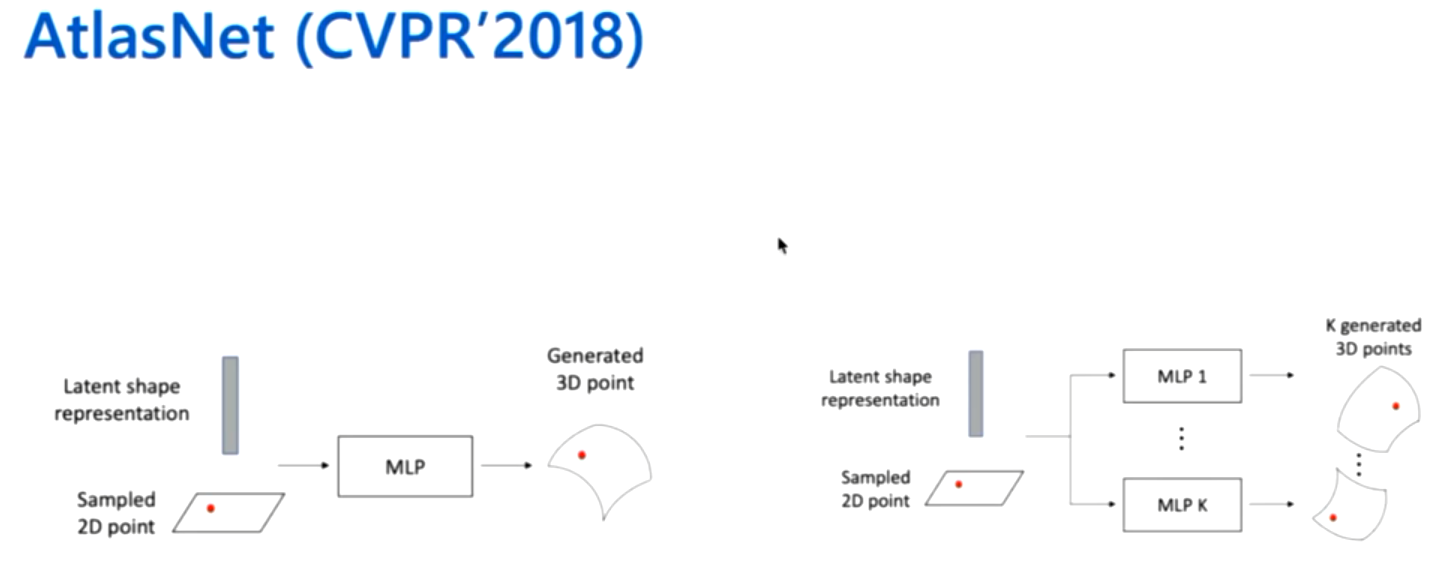 AtlasNet (CVPR'2018)
Latent shape
representation
Sampled
2D point
MLP
Generated
3D point
Latent shape
representation
Sampled
2D point
MLP 1
MLP K
K generated
3D points